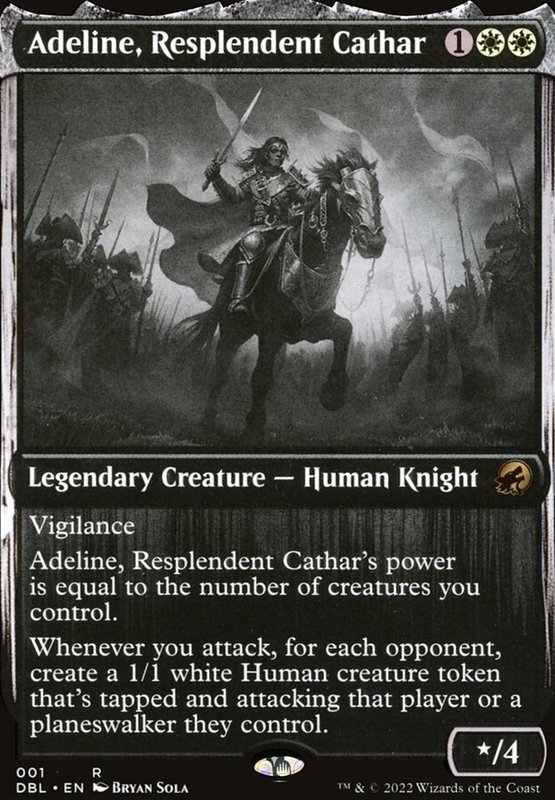 Adeline, Resplendent Cathar 1
Legendary Creature — Human Knight
Vigilance
Adeline, Resplendent Cathar's power
is equal to the number of creatures you
control.
Whenever you attack, for each opponent,
create a 1/1 white Human creature token
that's tapped and attacking that player or a
planeswalker they control.
★/4
001 R
DBL • EN Bryan Sola
™ & © 2022 Wizards of the Coast